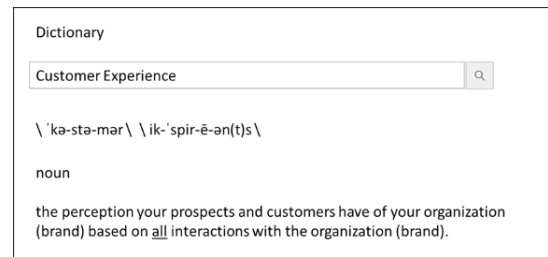 Dictionary
Customer Experience
\ ˈkə-stə-mər\ \ ik-ˈspir-ē-ən(t)s\
noun
the perception your prospects and customers have of your organization
(brand) based on all interactions with the organization (brand).